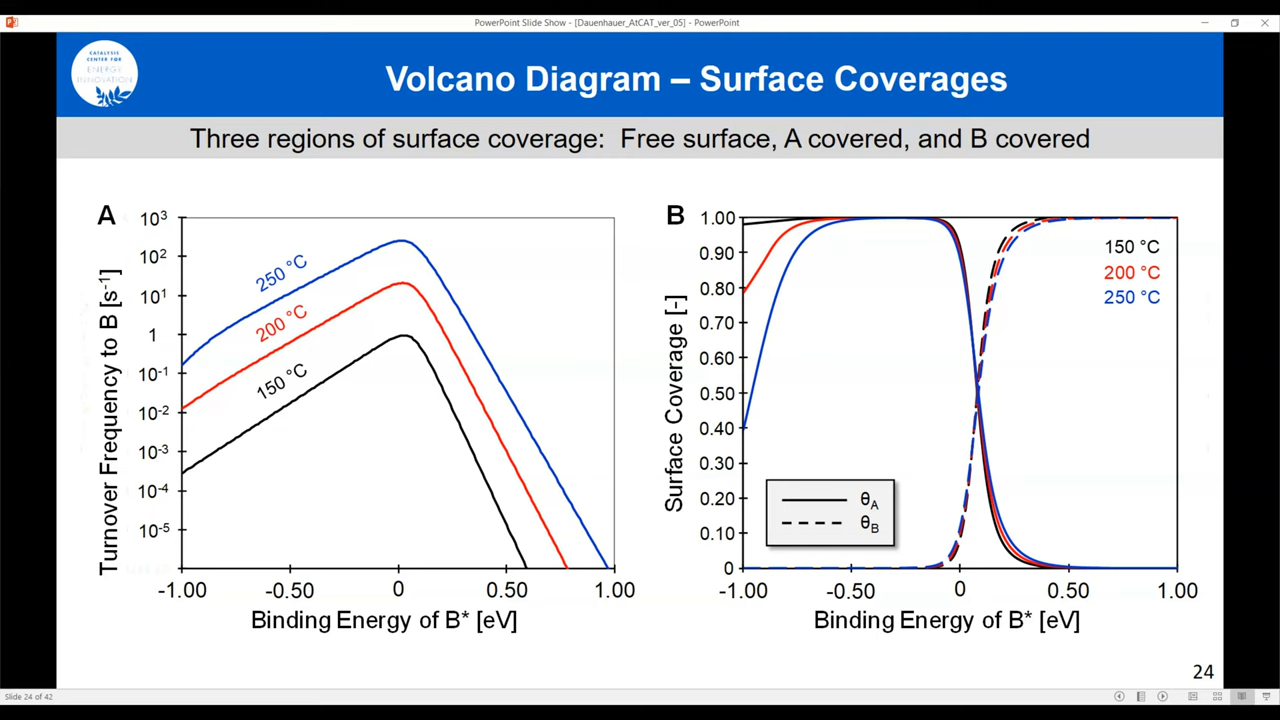 PowerPoint Slide Show - [Dauenhauer_AtCAT_ver_05] - PowerPoint
CATALYSIS
CENTER FOR
ENERGY
INNOVATION
Volcano Diagram – Surface Coverages
Three regions of surface coverage: Free surface, A covered, and B covered
A
Turnover Frequency to B [s⁻¹]
10³
10²
10¹
1
10⁻¹
10⁻²
10⁻³
10⁻⁴
10⁻⁵
250 °C
200 °C
150 °C
-1.00 -0.50 0 0.50 1.00
Binding Energy of B* [eV]
B
Surface Coverage [-]
1.00
0.90
0.80
0.70
0.60
0.50
0.40
0.30
0.20
0.10
0
150 °C
200 °C
250 °C
θA
θB
-1.00 -0.50 0 0.50 1.00
Binding Energy of B* [eV]
24
Slide 24 of 42